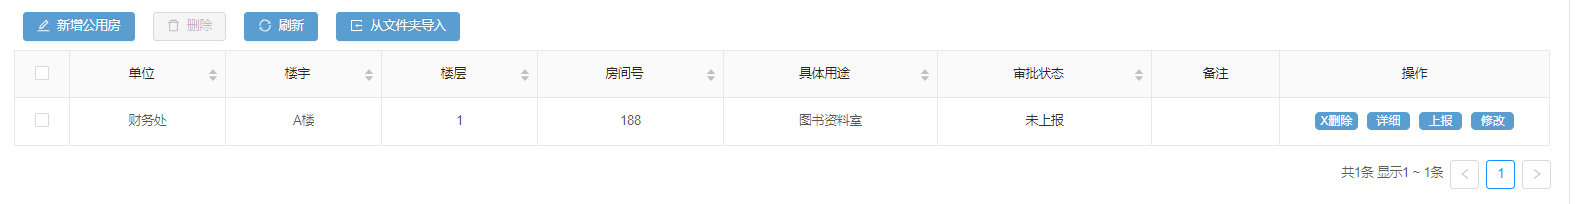 新增公用房 删除 刷新 从文件夹导入
单位 楼宇 楼层 房间号 具体用途 审批状态 备注 操作
财务处 A楼 1 188 图书资料室 未上报 X删除 详细 上报 修改
共1条 显示1 ~ 1条 < 1 >